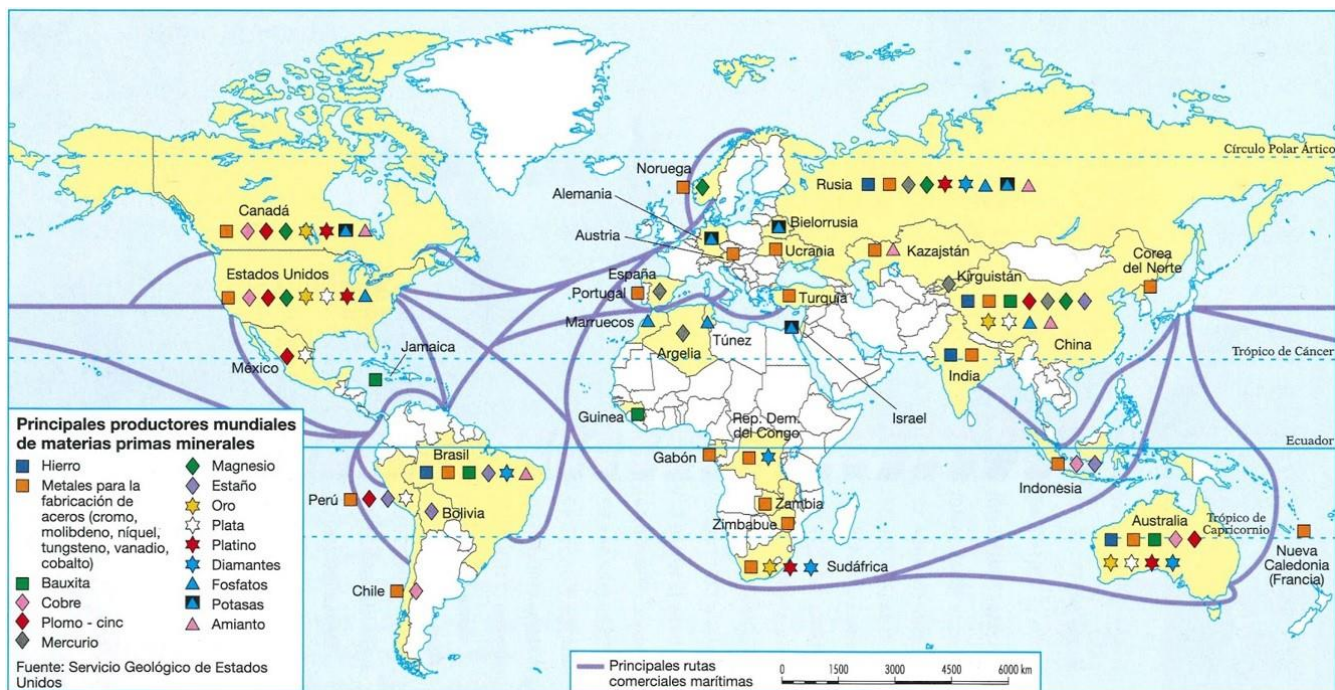 Círculo Polar Ártico
Noruega
Rusia
Alemania
Canadá
Bielorrusia
Austria
Ucrania
Kazajstán
Corea
del Norte
Estados Unidos
España
Kirguistán
Portugal
Turquía
Marruecos
Jamaica
Argelia
Túnez
China
México
Trópico de Cáncer
India
Israel
Guinea
Rep. Dem.
del Congo
Ecuador
Brasil
Gabón
Indonesia
Perú
Bolivia
Zambia
Zimbabue
Australia
Trópico de
Capricornio
Nueva
Caledonia
(Francia)
Sudáfrica
Chile
Principales productores mundiales
de materias primas minerales
Hierro
Metales para la
fabricación de
aceros (cromo,
molibdeno, níquel,
tungsteno, vanadio,
cobalto)
Bauxita
Cobre
Plomo - cinc
Mercurio
Magnesio
Estaño
Oro
Plata
Platino
Diamantes
Fosfatos
Potasas
Amianto
Fuente: Servicio Geológico de Estados
Unidos
Principales rutas
comerciales marítimas
0 1500 3000 4500 6000 km